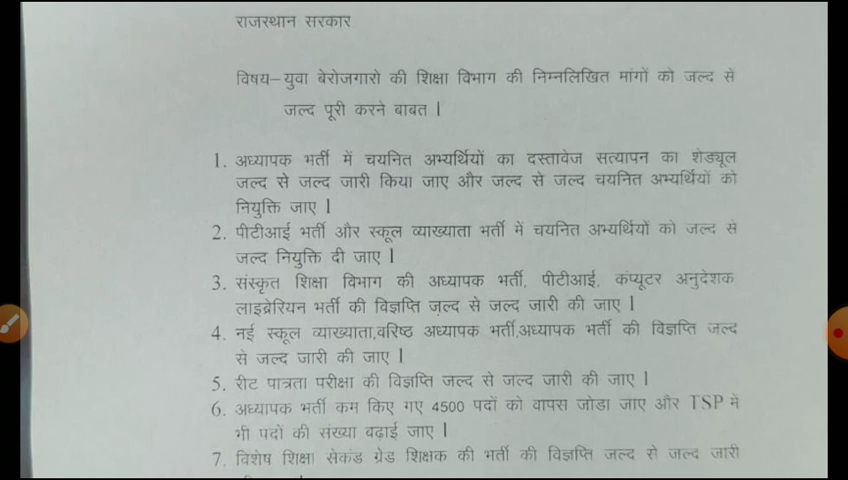 राजस्थान सरकार
विषय–युवा बेरोजगारो की शिक्षा विभाग की निम्नलिखित मांगों को जल्द से
जल्द पूरी करने बाबत |
1. अध्यापक भर्ती में चयनित अभ्यर्थियों का दस्तावेज सत्यापन का शेड्यूल
जल्द से जल्द जारी किया जाए और जल्द से जल्द चयनित अभ्यर्थियों को
नियुक्ति जाए |
2. पीटीआई भर्ती और स्कूल व्याख्याता भर्ती में चयनित अभ्यर्थियों को जल्द से
जल्द नियुक्ति दी जाए |
3. संस्कृत शिक्षा विभाग की अध्यापक भर्ती, पीटीआई, कंप्यूटर अनुदेशक
लाइब्रेरियन भर्ती की विज्ञप्ति जल्द से जल्द जारी की जाए |
4. नई स्कूल व्याख्याता,वरिष्ठ अध्यापक भर्ती,अध्यापक भर्ती की विज्ञप्ति जल्द
से जल्द जारी की जाए |
5. रीट पात्रता परीक्षा की विज्ञप्ति जल्द से जल्द जारी की जाए |
6. अध्यापक भर्ती कम किए गए 4500 पदों को वापस जोडा जाए और TSP में
भी पदों की संख्या बढ़ाई जाए |
7. विशेष शिक्षा सेकंड ग्रेड शिक्षक की भर्ती की विज्ञप्ति जल्द से जल्द जारी